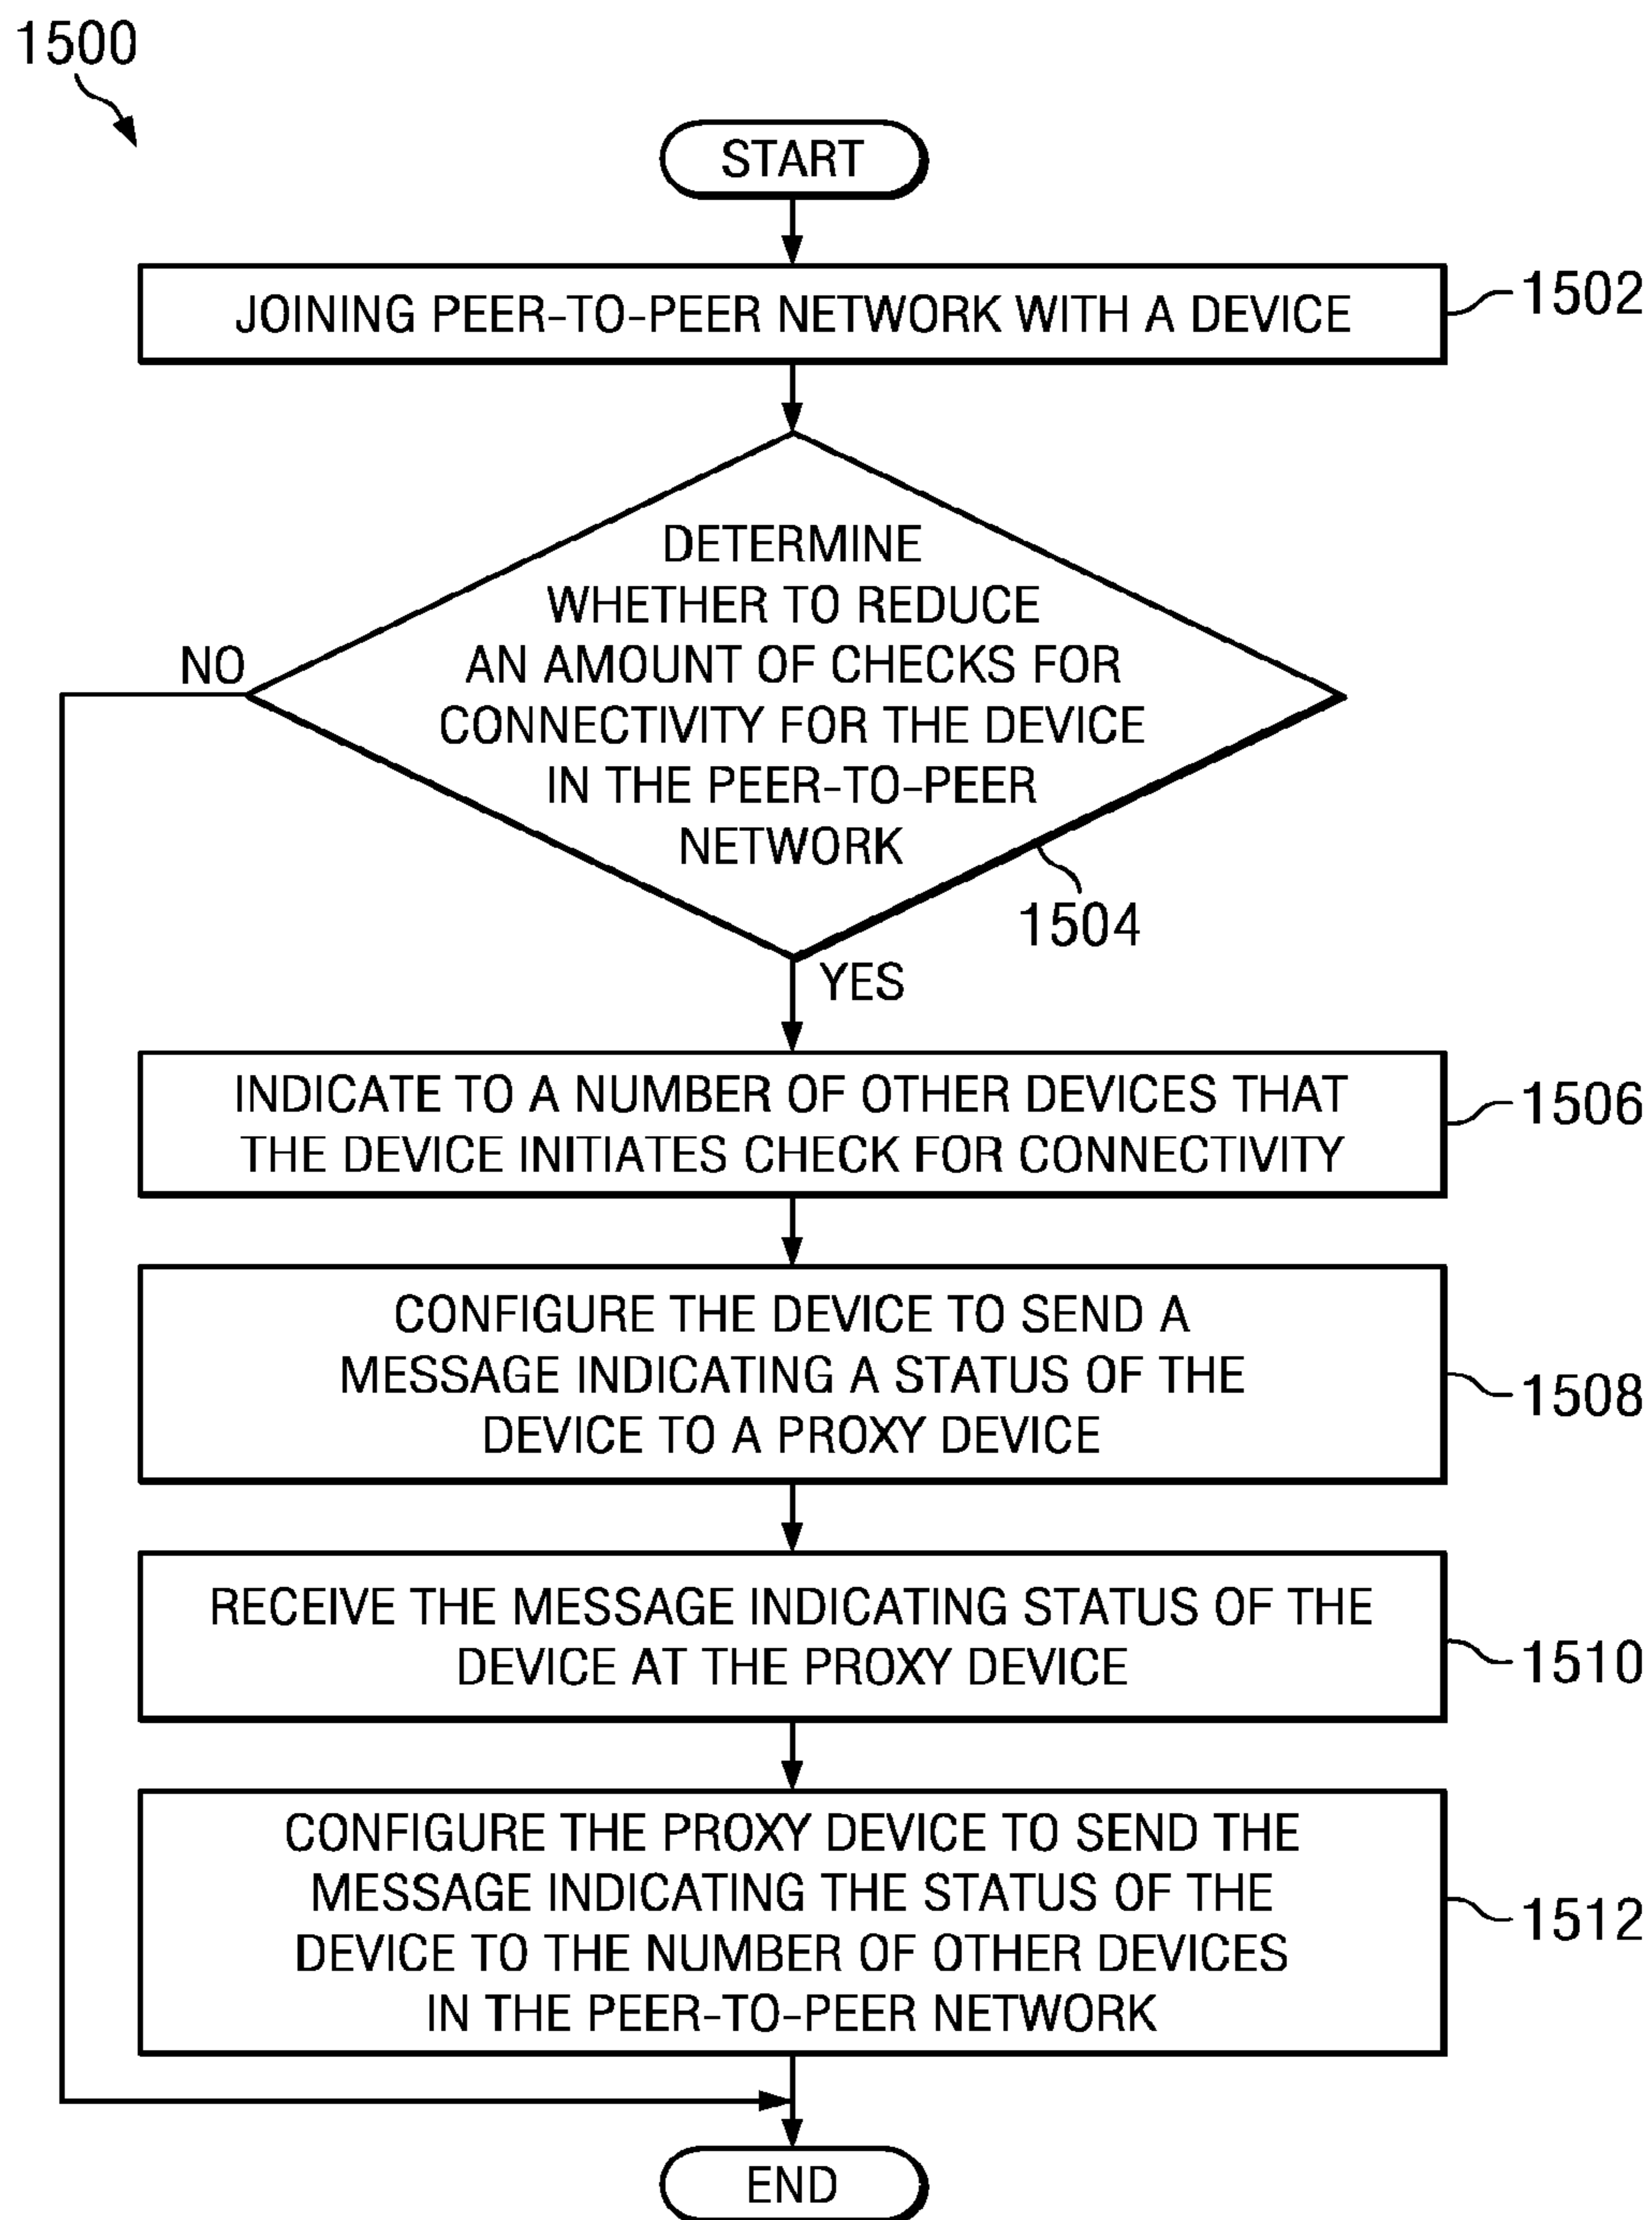 1500
START
JOINING PEER-TO-PEER NETWORK WITH A DEVICE
1502
DETERMINE
WHETHER TO REDUCE
AN AMOUNT OF CHECKS FOR
CONNECTIVITY FOR THE DEVICE
IN THE PEER-TO-PEER
NETWORK
NO
1504
YES
INDICATE TO A NUMBER OF OTHER DEVICES THAT
THE DEVICE INITIATES CHECK FOR CONNECTIVITY
1506
CONFIGURE THE DEVICE TO SEND A
MESSAGE INDICATING A STATUS OF THE
DEVICE TO A PROXY DEVICE
1508
RECEIVE THE MESSAGE INDICATING STATUS OF THE
DEVICE AT THE PROXY DEVICE
1510
CONFIGURE THE PROXY DEVICE TO SEND THE
MESSAGE INDICATING THE STATUS OF THE
DEVICE TO THE NUMBER OF OTHER DEVICES
IN THE PEER-TO-PEER NETWORK
1512
END